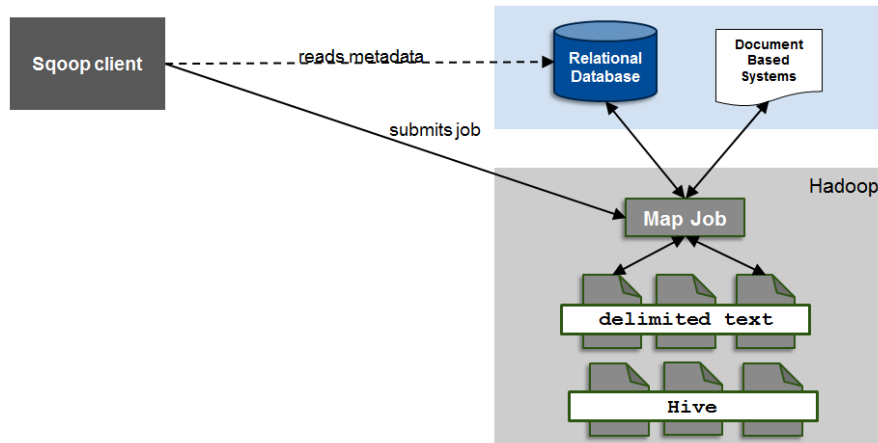 Sqoop client
reads metadata
submits job
Relational
Database
Document
Based
Systems
Hadoop
Map Job
delimited text
Hive